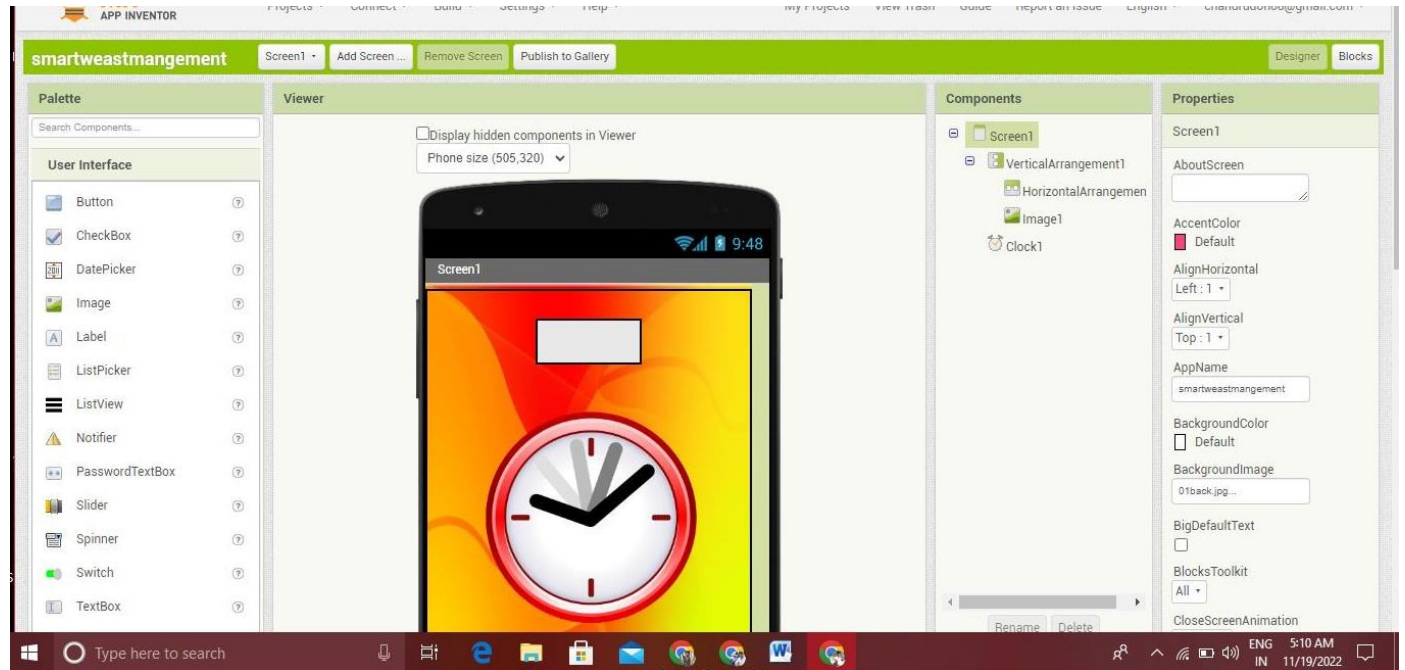 APP INVENTOR
Projects Connect Build Settings Help My Projects View Trash Guide Report an Issue English
smartweastmangement Screen1 Add Screen ... Remove Screen Publish to Gallery Designer Blocks
Palette
Search Components...
User Interface
Button
CheckBox
DatePicker
Image
Label
ListPicker
ListView
Notifier
PasswordTextBox
Slider
Spinner
Switch
TextBox
Viewer
Display hidden components in Viewer
Phone size (505,320)
9:48
Screen1
Components
Screen1
VerticalArrangement1
HorizontalArrangemen
Image1
Clock1
Rename Delete
Properties
Screen1
AboutScreen
AccentColor
Default
AlignHorizontal
Left : 1
AlignVertical
Top : 1
AppName
smartweastmangement
BackgroundColor
Default
BackgroundImage
01back.jpg...
BigDefaultText
BlocksToolkit
All
CloseScreenAnimation
Type here to search
ENG 5:10 AM
IN 11/19/2022